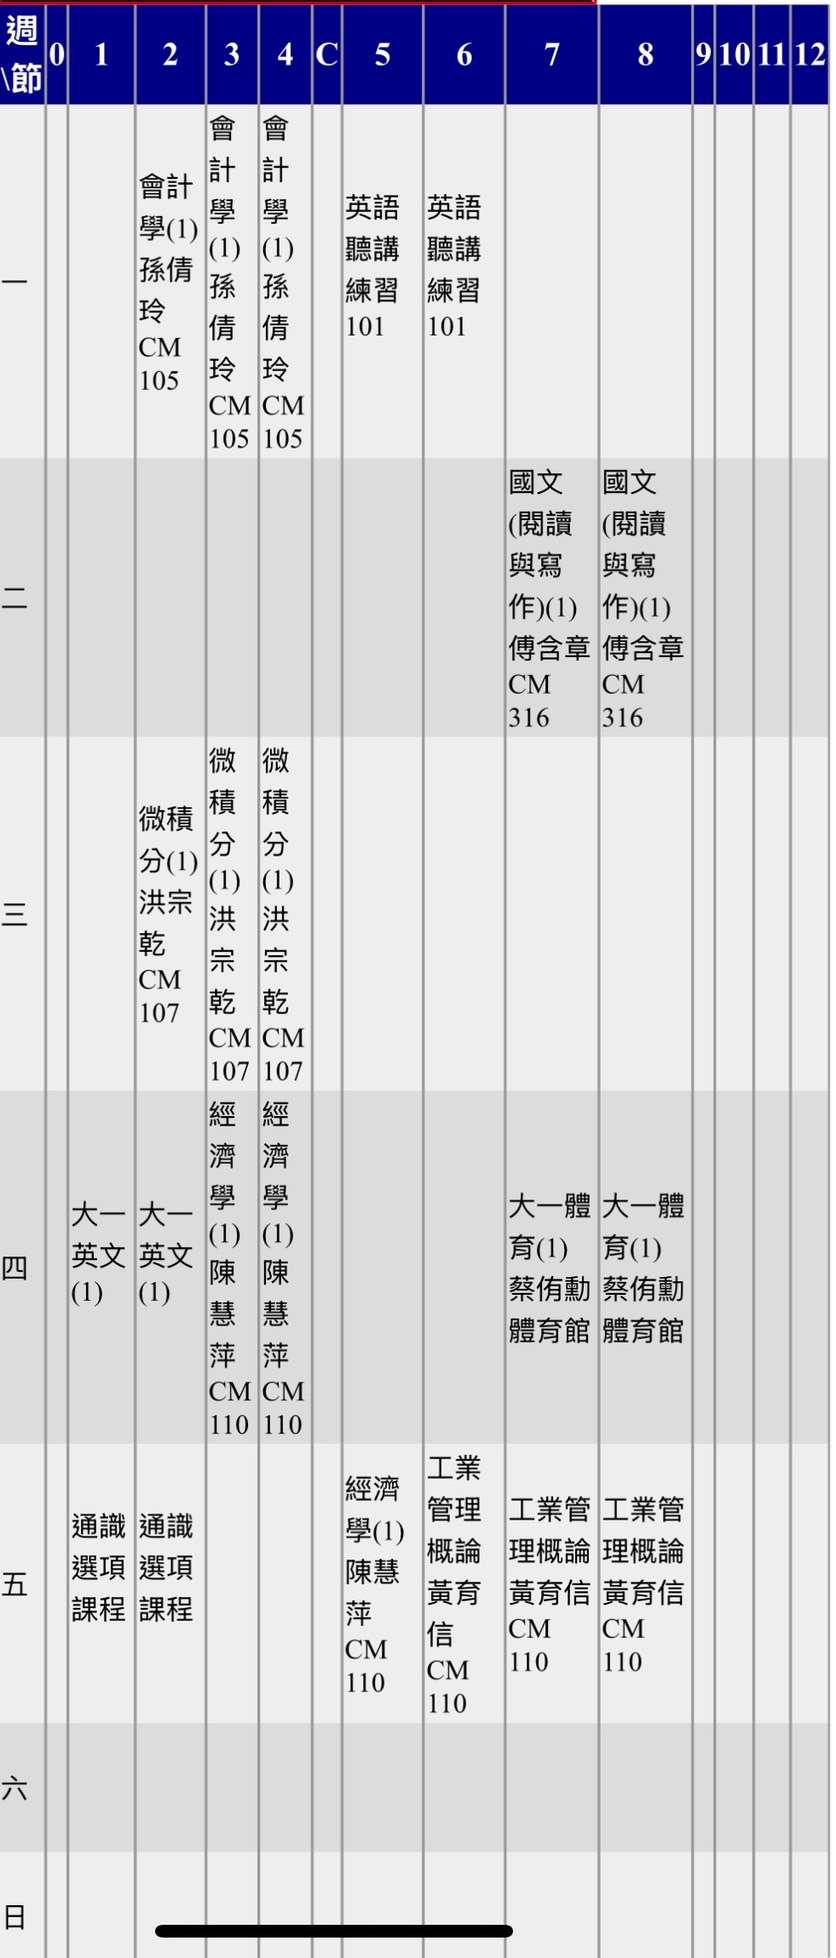 週
\節
0 1 2 3 4 C 5 6 7 8 9 10 11 12
一
會計
學(1)
孫倩
玲
CM
105
會
計
學
(1)
孫
倩
玲
CM
105
會
計
學
(1)
孫
倩
玲
CM
105
英語
聽講
練習
101
英語
聽講
練習
101
二
國文
(閱讀
與寫
作)(1)
傅含章
CM
316
國文
(閱讀
與寫
作)(1)
傅含章
CM
316
三
微積
分(1)
洪宗
乾
CM
107
微
積
分
(1)
洪
宗
乾
CM
107
微
積
分
(1)
洪
宗
乾
CM
107
四
大一
英文
(1)
大一
英文
(1)
經
濟
學
(1)
陳
慧
萍
CM
110
經
濟
學
(1)
陳
慧
萍
CM
110
大一體
育(1)
蔡侑勳
體育館
大一體
育(1)
蔡侑勳
體育館
五
通識
選項
課程
通識
選項
課程
經濟
學(1)
陳慧
萍
CM
110
工業
管理
概論
黃育
信
CM
110
工業管
理概論
黃育信
CM
110
工業管
理概論
黃育信
CM
110
六
日